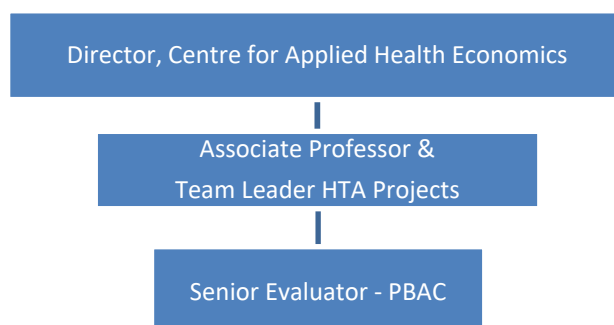 Director, Centre for Applied Health Economics
Associate Professor &
Team Leader HTA Projects
Senior Evaluator - PBAC